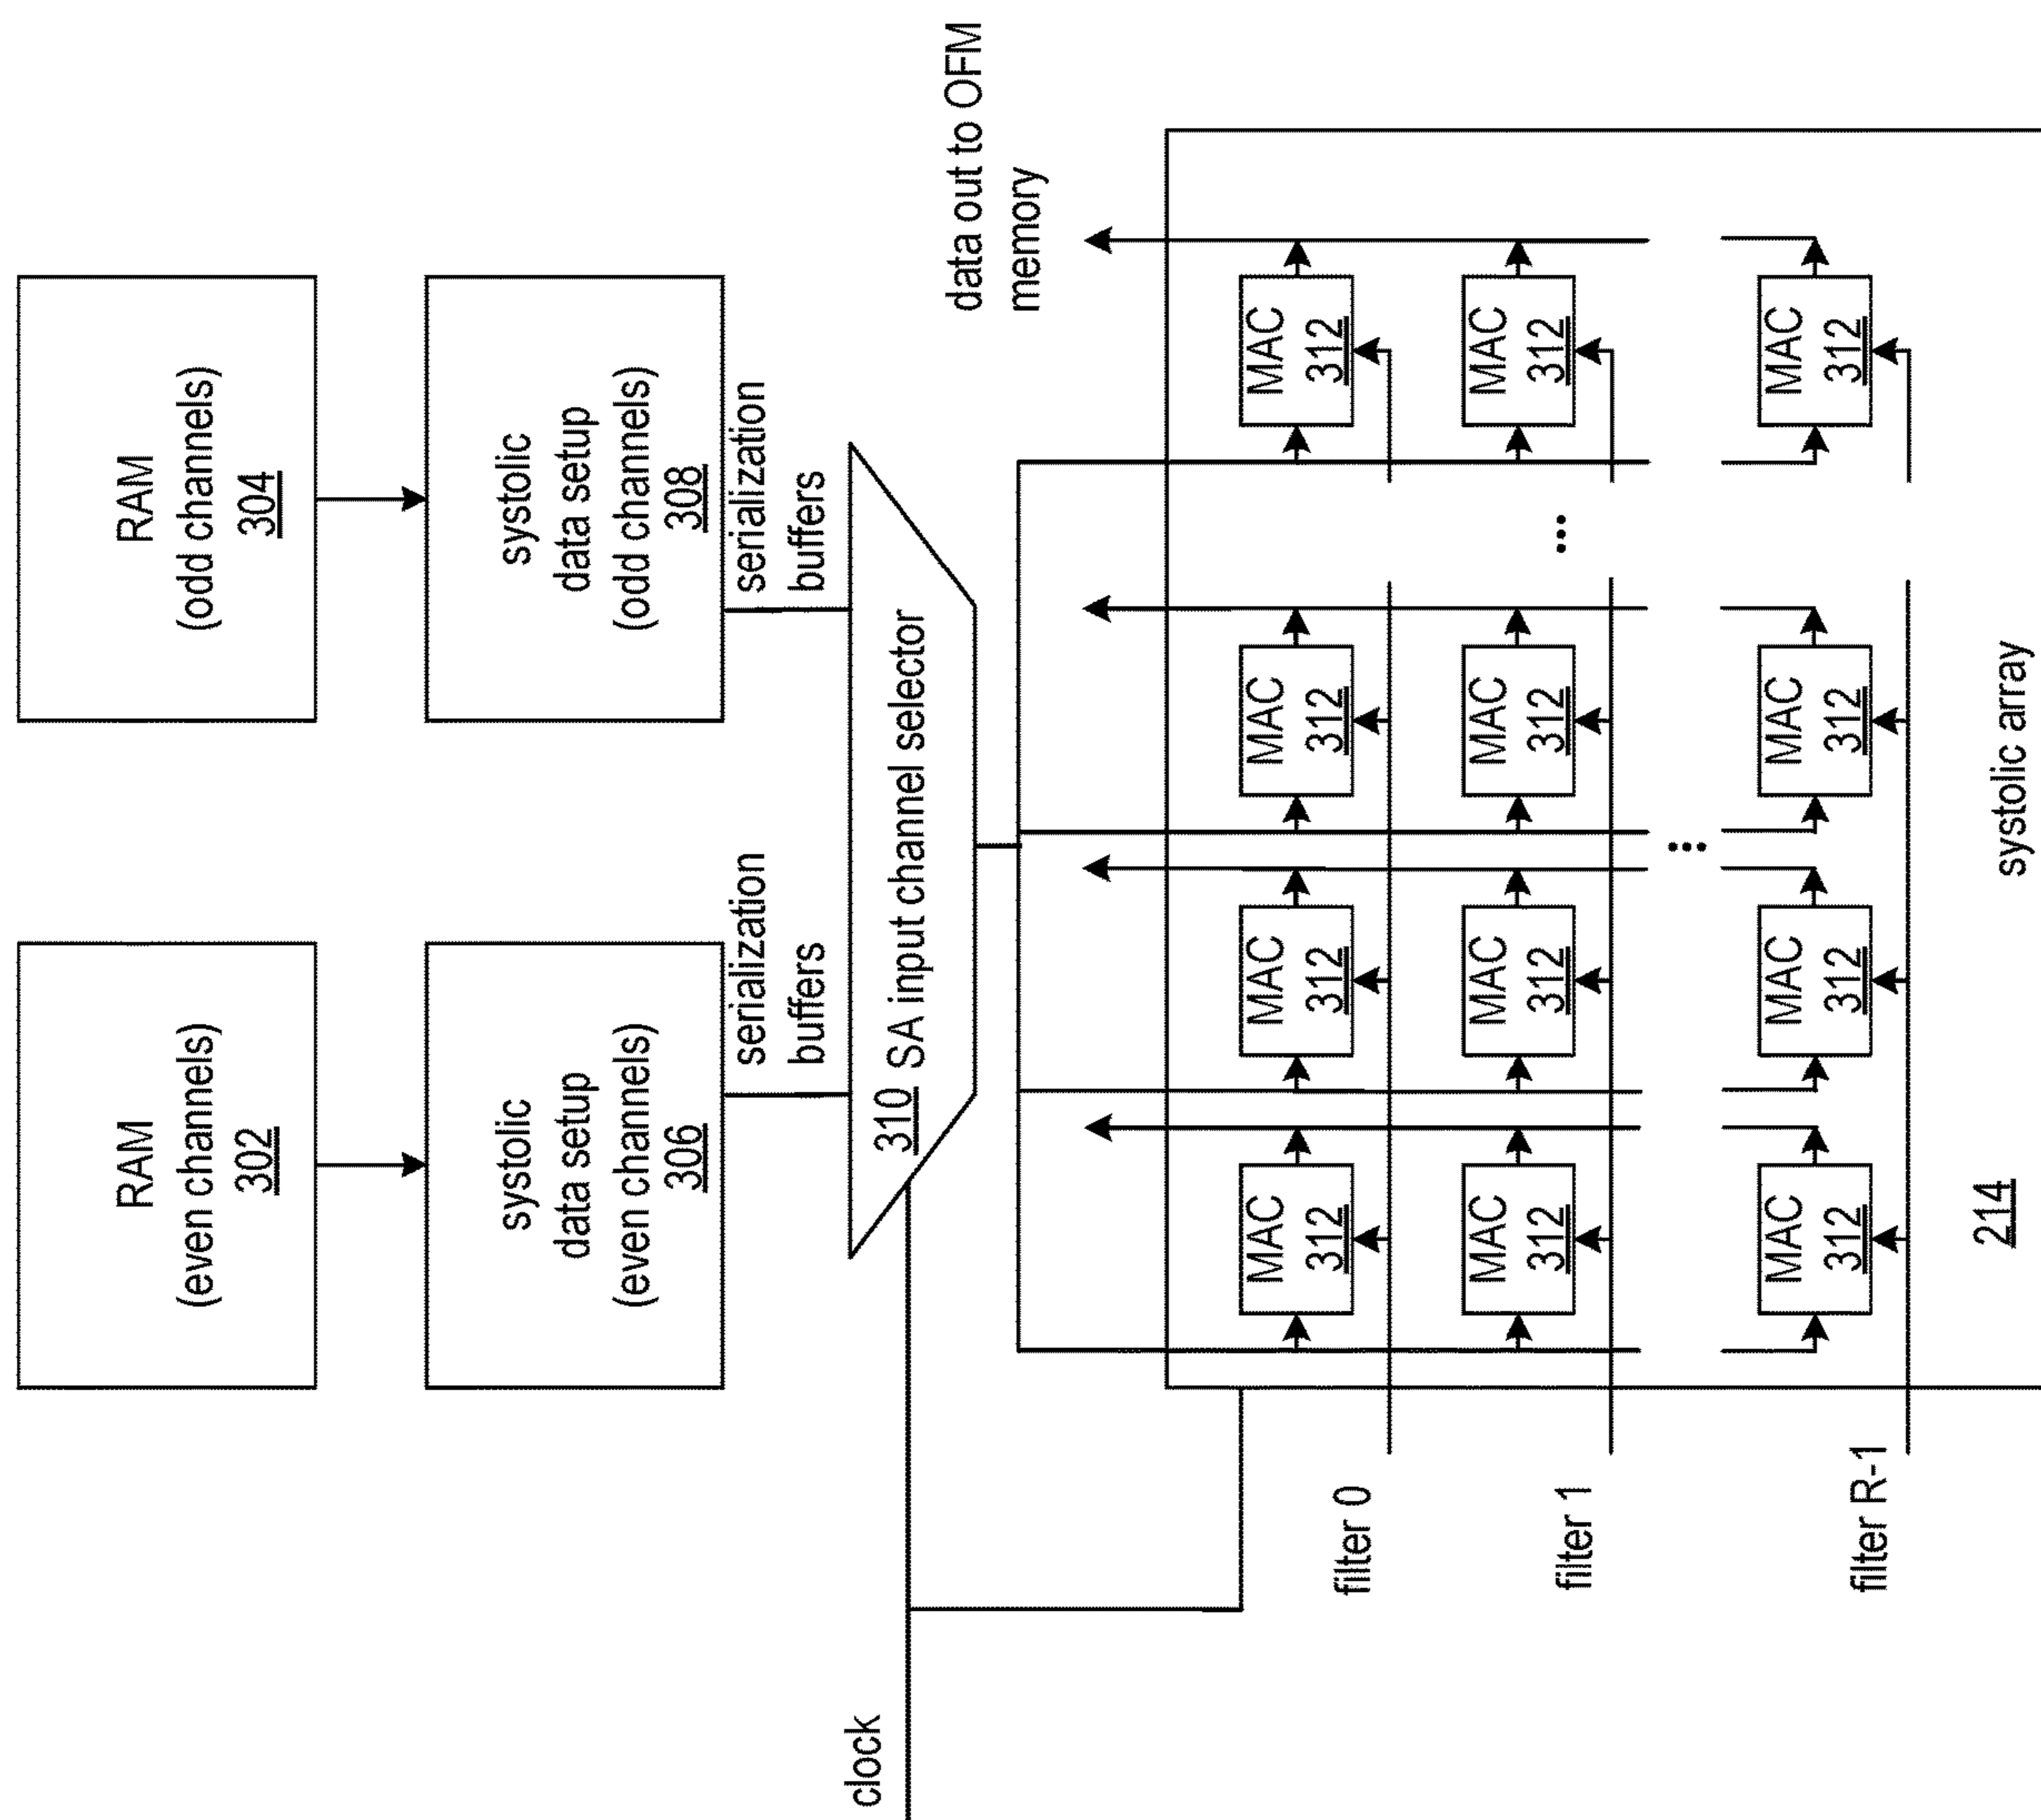 RAM
(even channels)
302
RAM
(odd channels)
304
systolic
data setup
(even channels)
306
systolic
data setup
(odd channels)
308
serialization
buffers
serialization
buffers
clock
310 SA input channel selector
data out to OFM
memory
filter 0
MAC
312
MAC
312
MAC
312
MAC
312
filter 1
MAC
312
MAC
312
MAC
312
MAC
312
...
...
filter R-1
MAC
312
MAC
312
MAC
312
MAC
312
214
systolic array